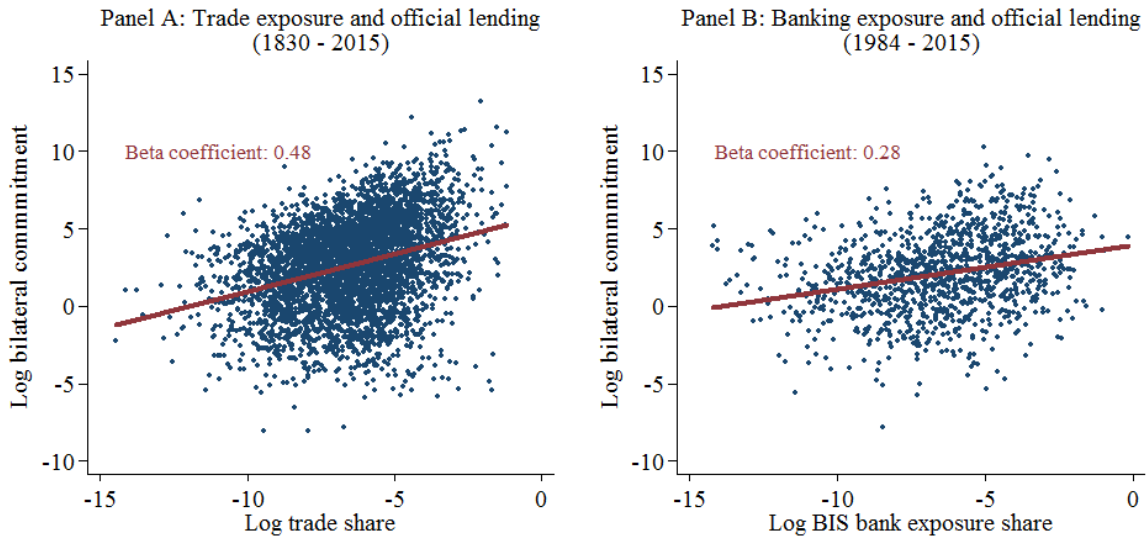 Panel A: Trade exposure and official lending
(1830 - 2015)
Log bilateral commitment
15
10
5
0
-5
-10
Beta coefficient: 0.48
-15
-10
-5
0
Log trade share
Panel B: Banking exposure and official lending
(1984 - 2015)
Log bilateral commitment
15
10
5
0
-5
-10
Beta coefficient: 0.28
-15
-10
-5
0
Log BIS bank exposure share